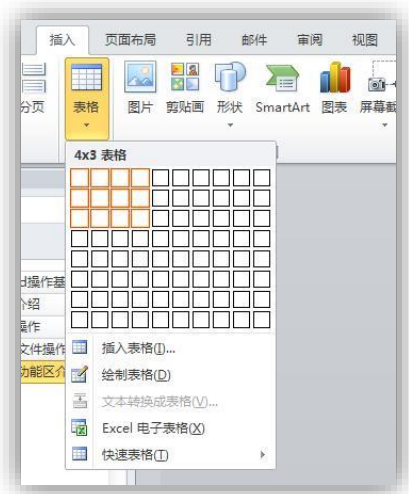 插入 页面布局 引用 邮件 审阅 视图
分页 表格 图片 剪贴画 形状 SmartArt 图表 屏幕截
4x3 表格
d操作基
介绍
操作
文件操作
功能区介
插入表格(I)...
绘制表格(D)
文本转换成表格(V)...
Excel 电子表格(X)
快速表格(T)